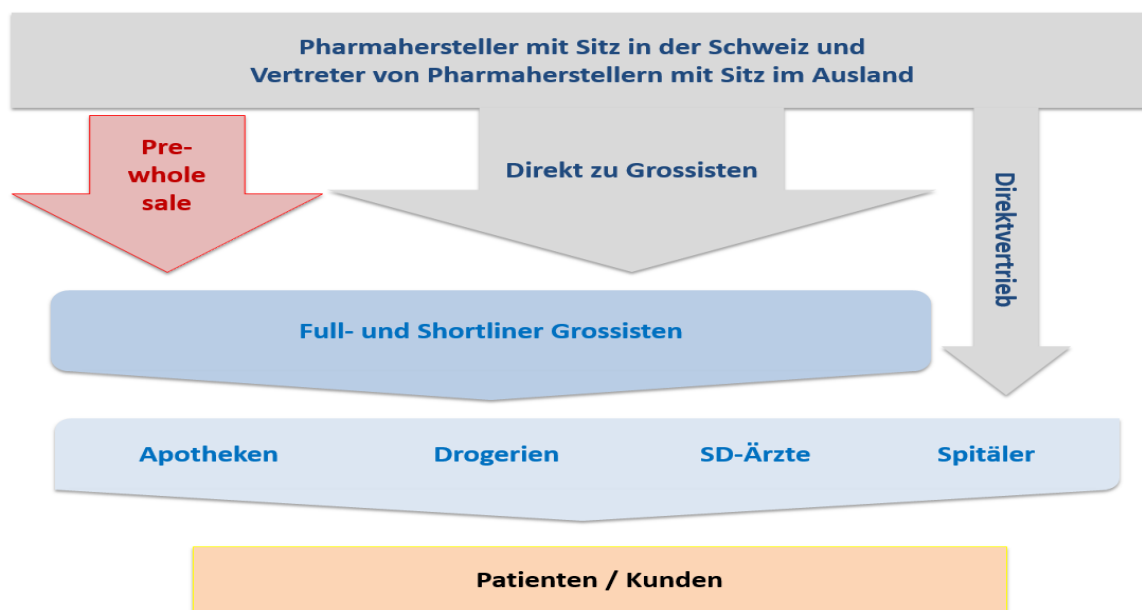 Pharmahersteller mit Sitz in der Schweiz und
Vertreter von Pharmaherstellern mit Sitz im Ausland
Pre-
whole
sale
Direkt zu Grossisten
Direktvertrieb
Full- und Shortliner Grossisten
Apotheken Drogerien SD-Ärzte Spitäler
Patienten / Kunden